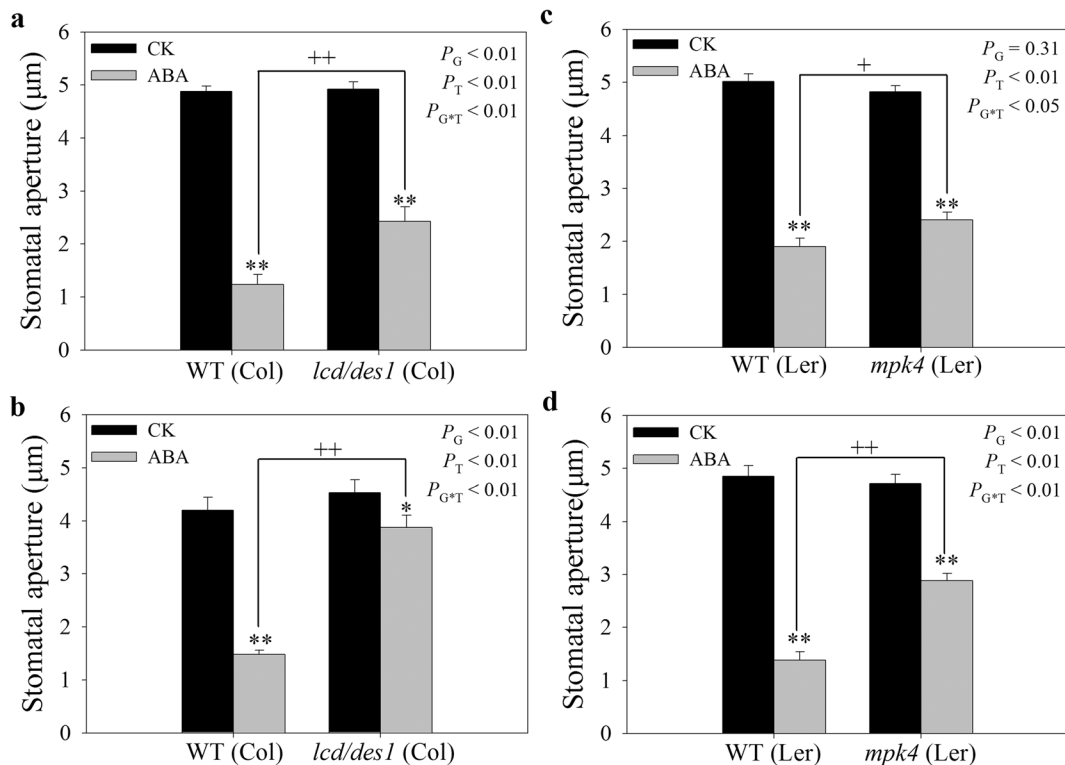 a
6
5
4
3
2
1
0
Stomatal aperture (μm)
CK
ABA
++
P_G < 0.01
P_T < 0.01
P_G*T < 0.01
**
**
WT (Col)
lcd/des1 (Col)
c
6
5
4
3
2
1
0
Stomatal aperture (μm)
CK
ABA
+
P_G = 0.31
P_T < 0.01
P_G*T < 0.05
**
**
WT (Ler)
mpk4 (Ler)
b
6
5
4
3
2
1
0
Stomatal aperture (μm)
CK
ABA
++
P_G < 0.01
P_T < 0.01
P_G*T < 0.01
**
*
WT (Col)
lcd/des1 (Col)
d
6
5
4
3
2
1
0
Stomatal aperture(μm)
CK
ABA
++
P_G < 0.01
P_T < 0.01
P_G*T < 0.01
**
**
WT (Ler)
mpk4 (Ler)